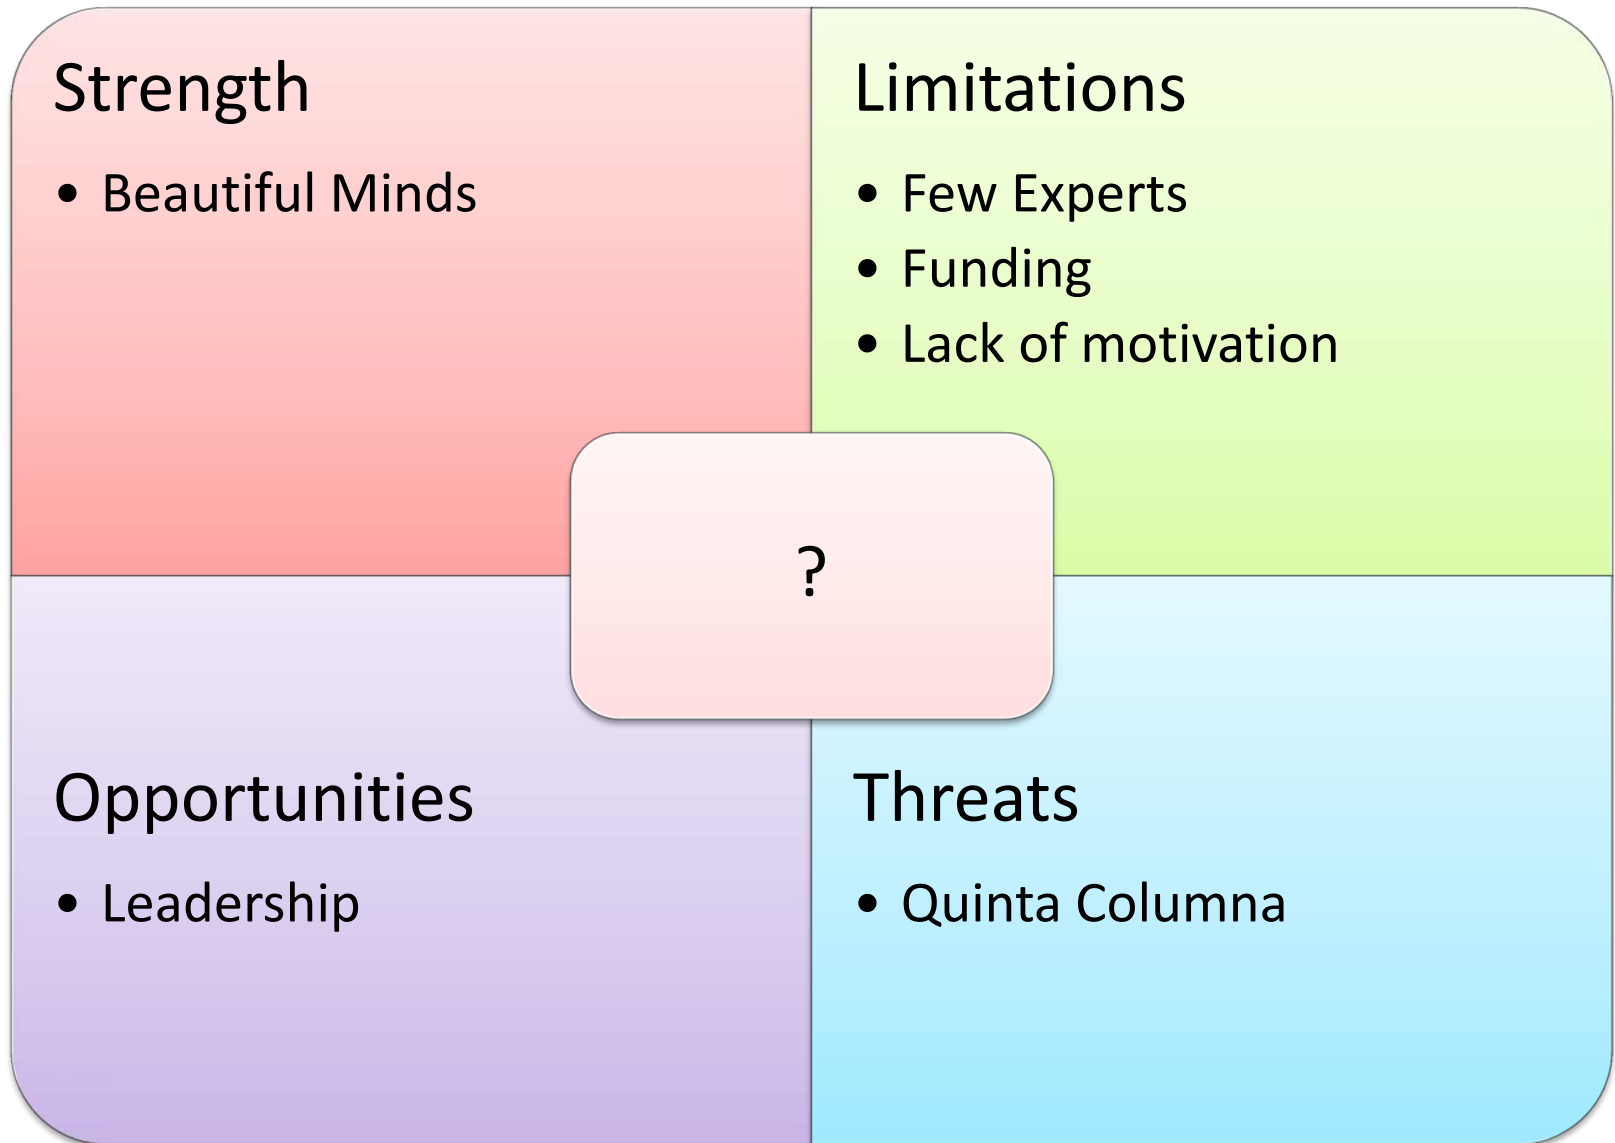 Strength
• Beautiful Minds
Limitations
• Few Experts
• Funding
• Lack of motivation
?
Opportunities
• Leadership
Threats
• Quinta Columna